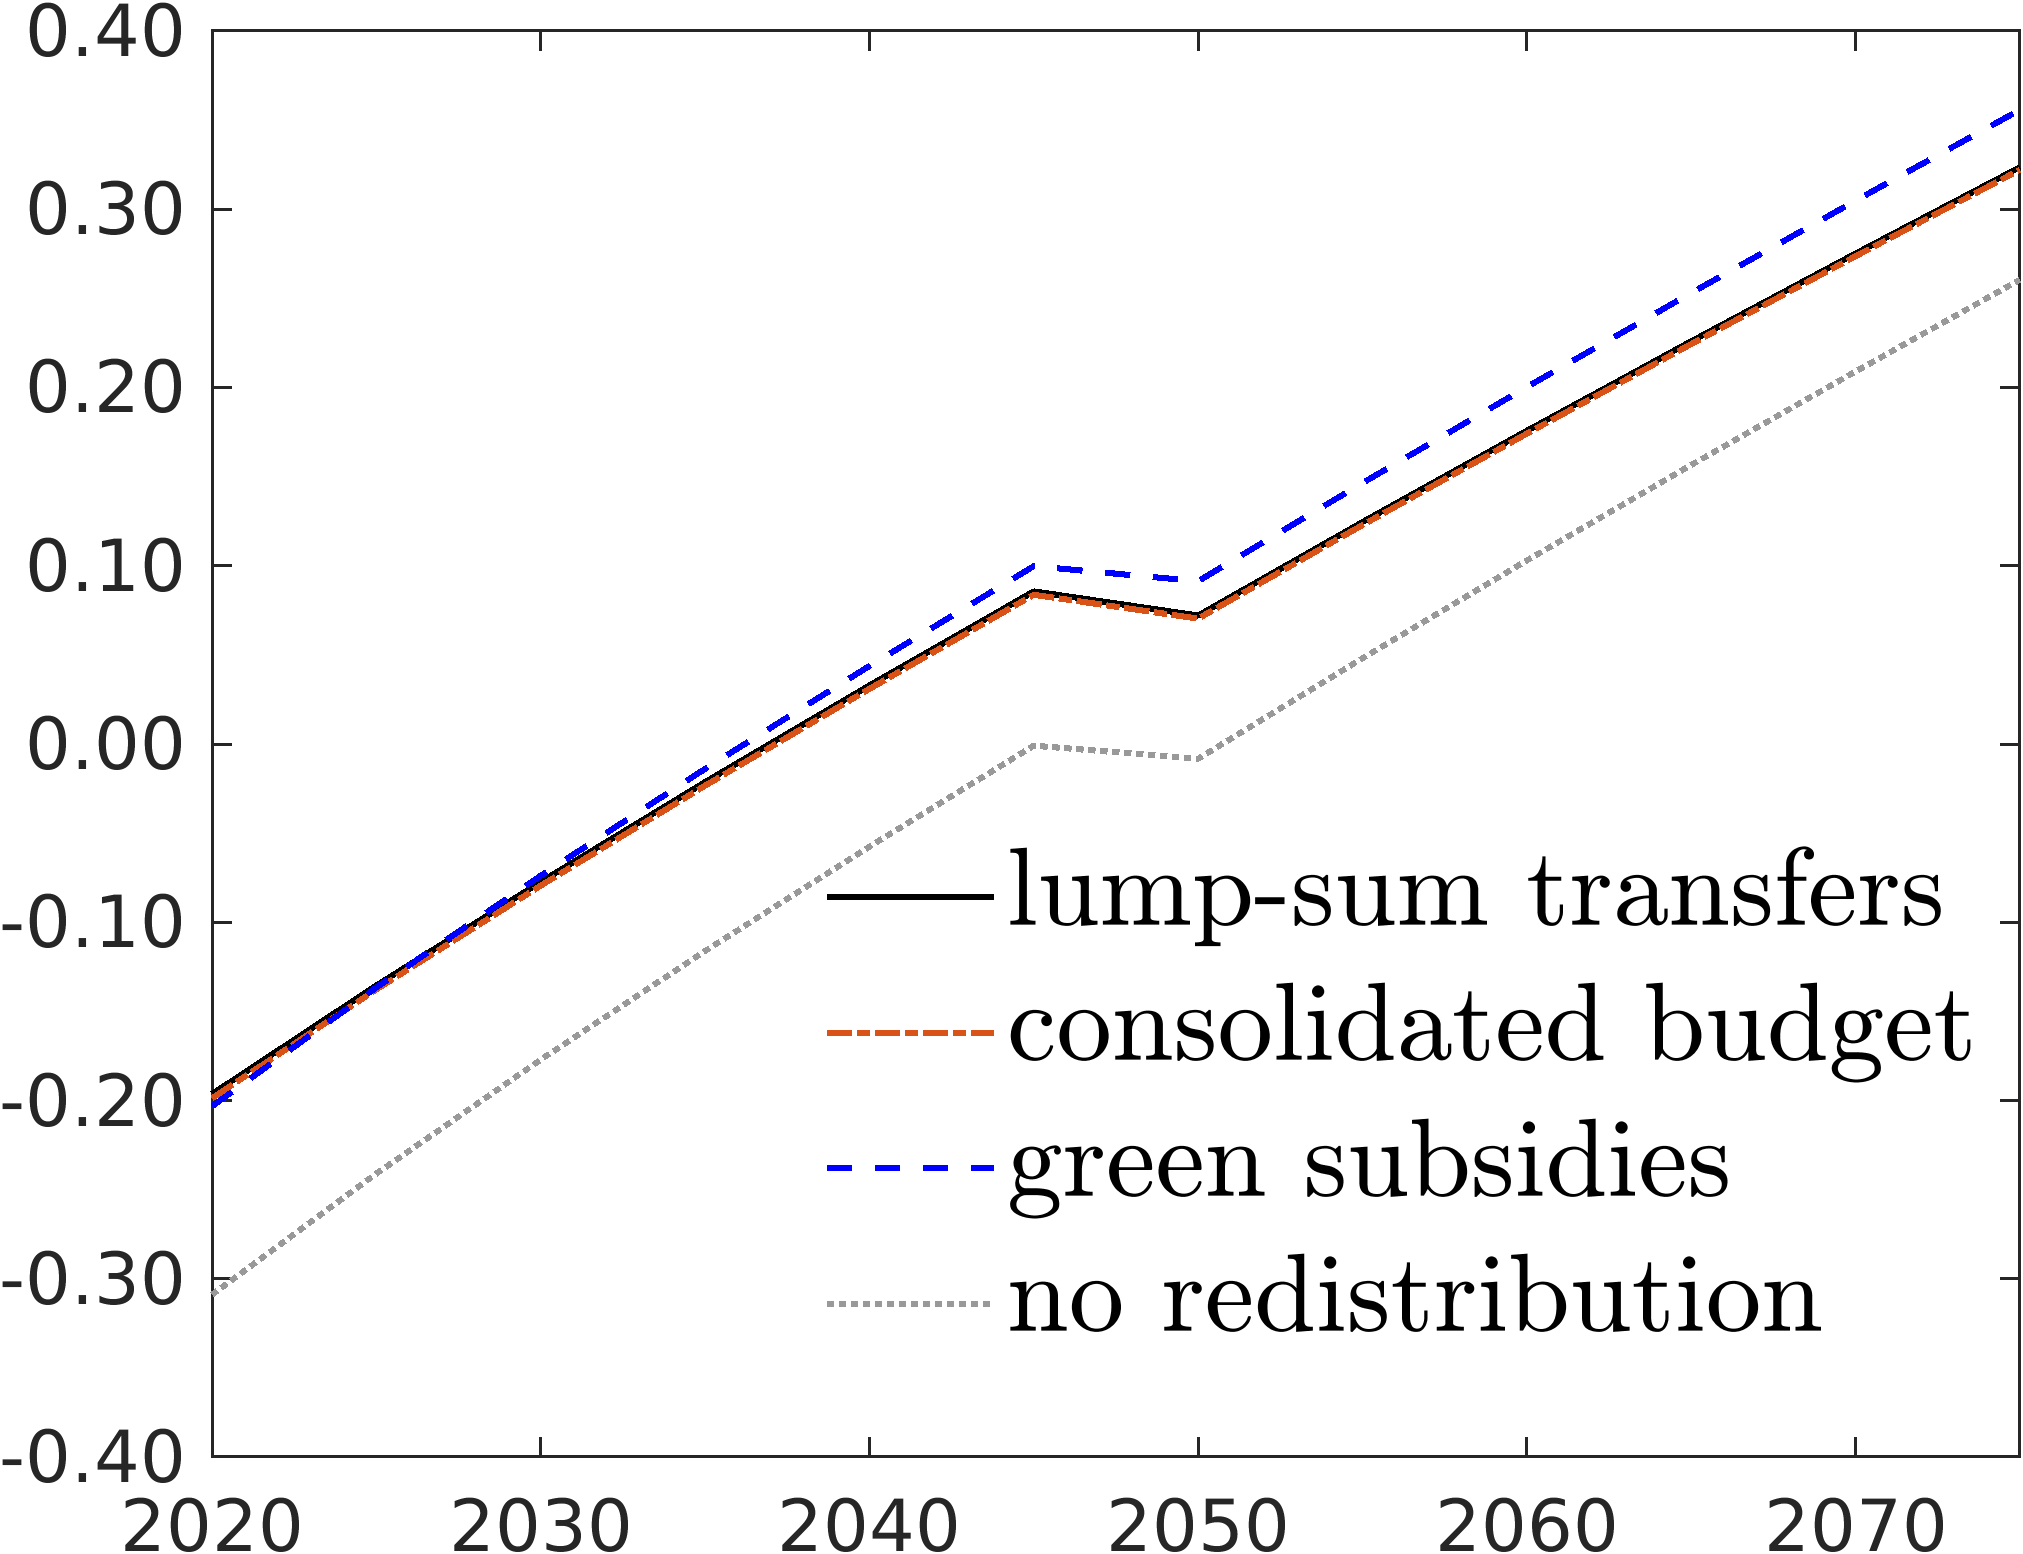 0.40
0.30
0.20
0.10
0.00
-0.10
-0.20
-0.30
-0.40
2020 2030 2040 2050 2060 2070
lump-sum transfers
consolidated budget
green subsidies
no redistribution